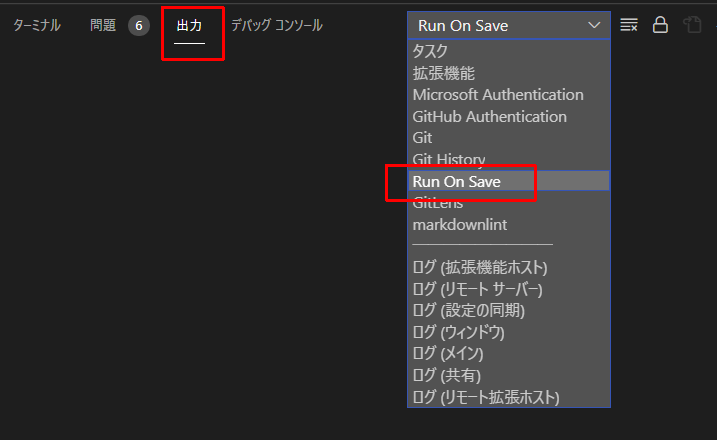 ターミナル 問題 6 出力 デバッグ コンソール Run On Save
タスク
拡張機能
Microsoft Authentication
GitHub Authentication
Git
Git History
Run On Save
GitLens
markdownlint
ログ (拡張機能ホスト)
ログ (リモート サーバー)
ログ (設定の同期)
ログ (ウィンドウ)
ログ (メイン)
ログ (共有)
ログ (リモート拡張ホスト)